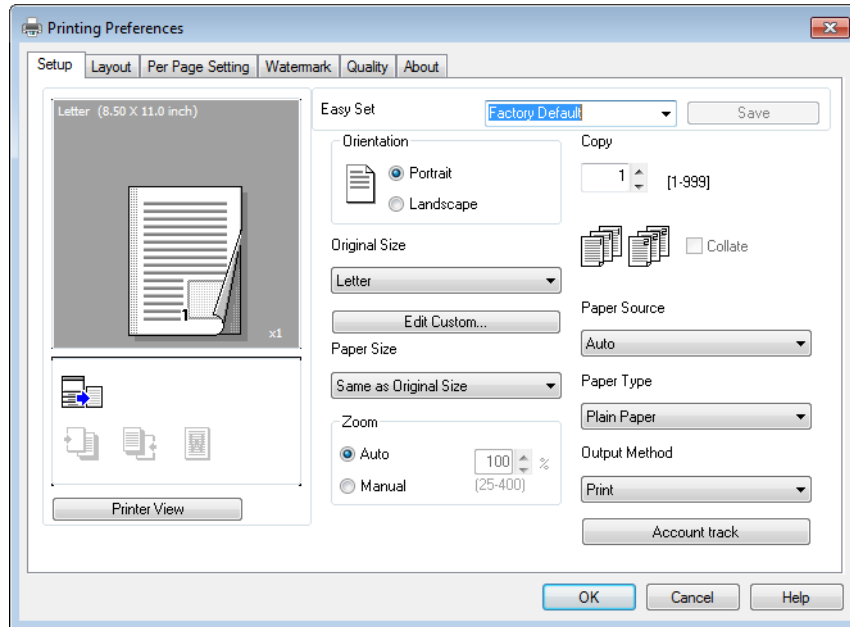 Printing Preferences
Setup Layout Per Page Setting Watermark Quality About
Letter (8.50 X 11.0 inch)
1
x1
Printer View
Easy Set Factory Default Save
Orientation
Portrait
Landscape
Original Size
Letter
Edit Custom...
Paper Size
Same as Original Size
Zoom
Auto
Manual
100 %
(25-400)
Copy
1 [1-999]
Collate
Paper Source
Auto
Paper Type
Plain Paper
Output Method
Print
Account track
OK Cancel Help